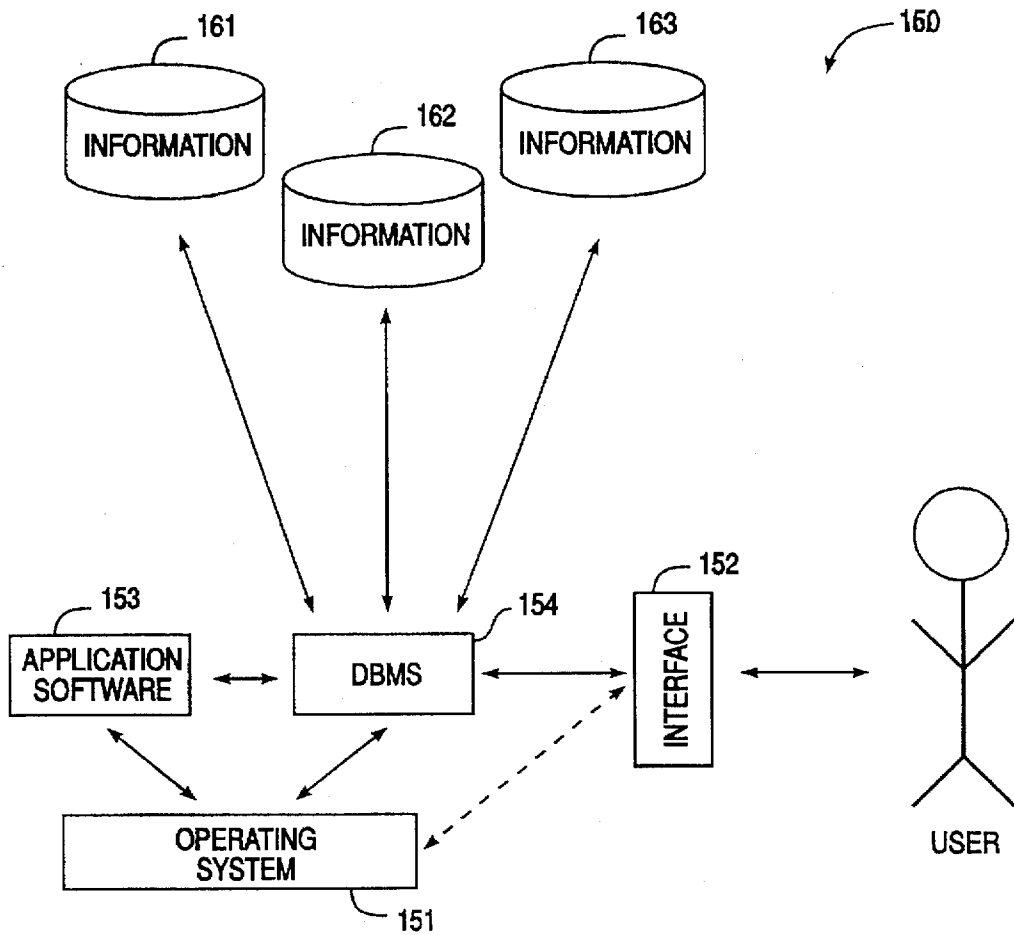 161
163
150
INFORMATION
162
INFORMATION
INFORMATION
152
153
154
APPLICATION
SOFTWARE
DBMS
INTERFACE
OPERATING
SYSTEM
USER
151